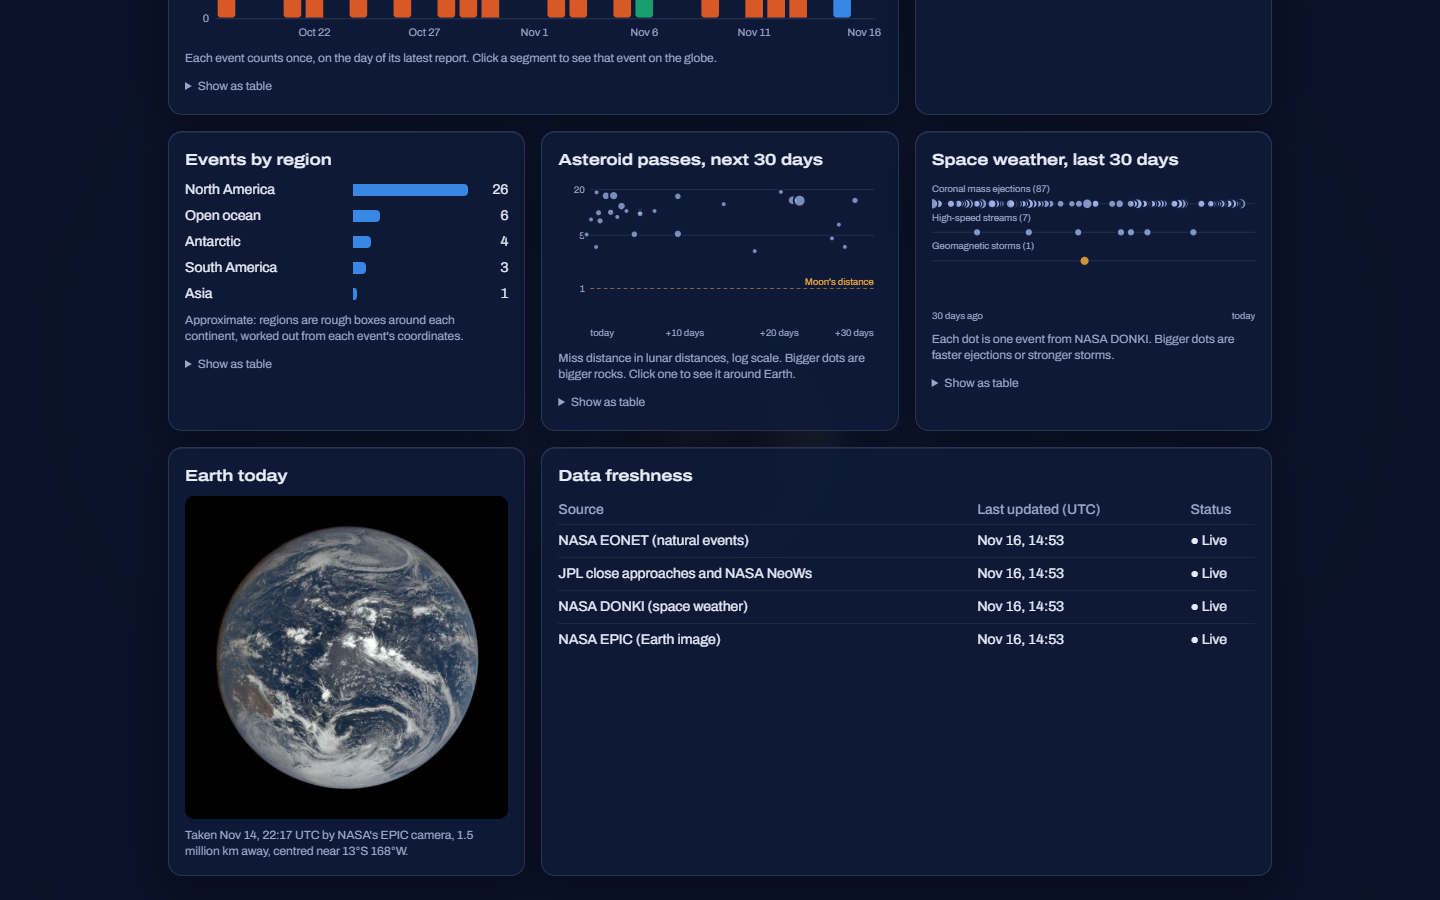 0
Oct 22 Oct 27 Nov 1 Nov 6 Nov 11 Nov 16
Each event counts once, on the day of its latest report. Click a segment to see that event on the globe.
Show as table
Events by region
North America 26
Open ocean 6
Antarctic 4
South America 3
Asia 1
Approximate: regions are rough boxes around each
continent, worked out from each event's coordinates.
Show as table
Asteroid passes, next 30 days
20
5
Moon's distance
1
today +10 days +20 days +30 days
Miss distance in lunar distances, log scale. Bigger dots are
bigger rocks. Click one to see it around Earth.
Show as table
Space weather, last 30 days
Coronal mass ejections (87)
High-speed streams (7)
Geomagnetic storms (1)
30 days ago today
Each dot is one event from NASA DONKI. Bigger dots are
faster ejections or stronger storms.
Show as table
Earth today
Taken Nov 14, 22:17 UTC by NASA's EPIC camera, 1.5
million km away, centred near 13°S 168°W.
Data freshness
Source Last updated (UTC) Status
NASA EONET (natural events) Nov 16, 14:53 Live
JPL close approaches and NASA NeoWs Nov 16, 14:53 Live
NASA DONKI (space weather) Nov 16, 14:53 Live
NASA EPIC (Earth image) Nov 16, 14:53 Live